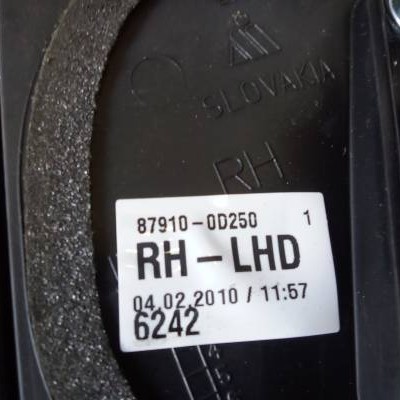 SLOVAKIA
RH
87910-0D250 1
RH-LHD
04.02.2010 / 11:57
6242